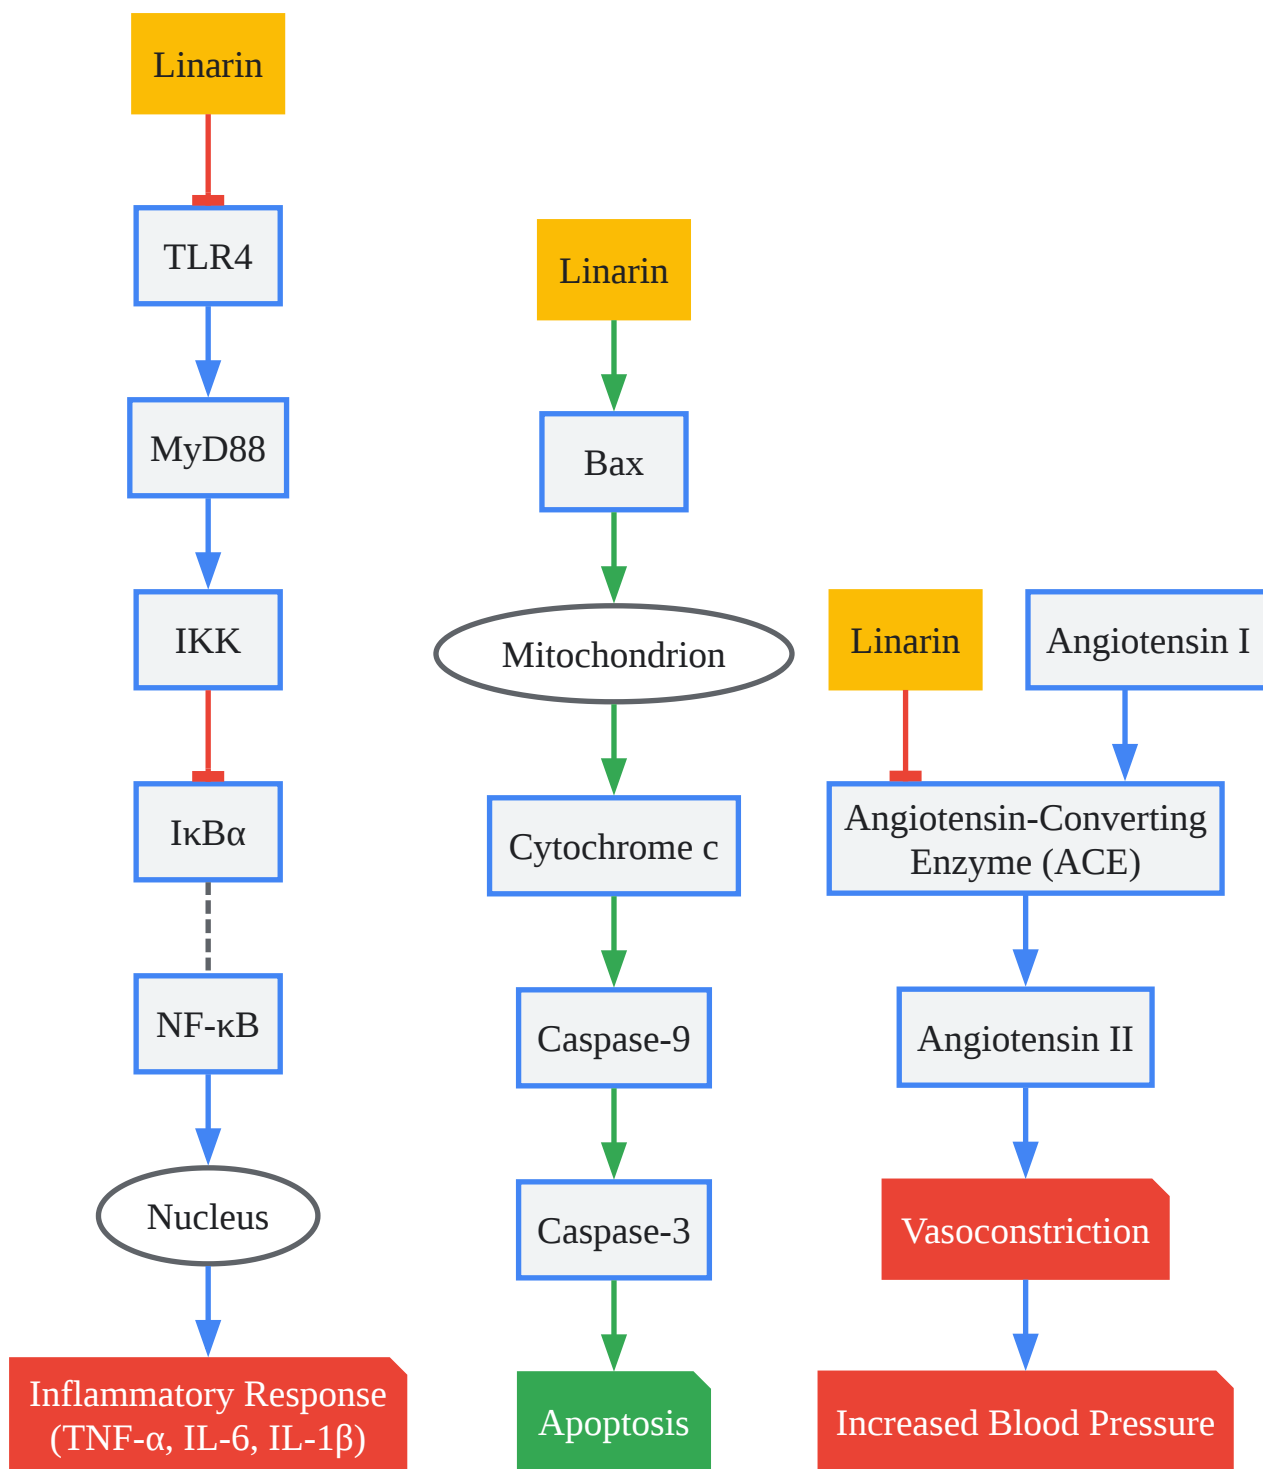 Linarin
TLR4
MyD88
IKK
IκBα
NF-κB
Nucleus
Inflammatory Response
(TNF-α, IL-6, IL-1β)
Linarin
Bax
Mitochondrion
Cytochrome c
Caspase-9
Caspase-3
Apoptosis
Linarin
Angiotensin I
Angiotensin-Converting
Enzyme (ACE)
Angiotensin II
Vasoconstriction
Increased Blood Pressure